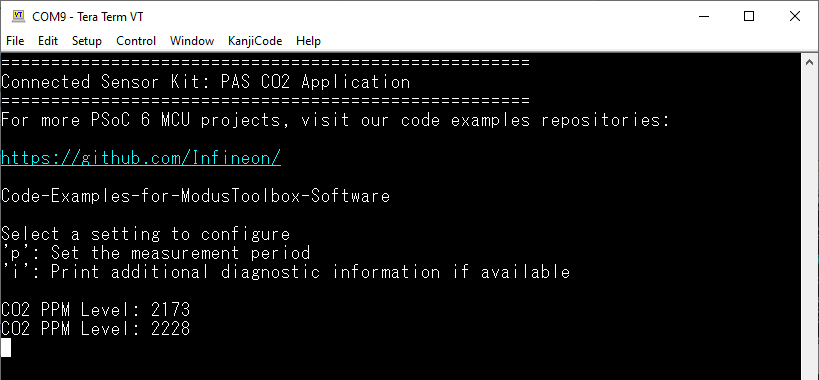 COM9 - Tera Term VT
File Edit Setup Control Window KanjiCode Help
=====================================================
Connected Sensor Kit: PAS CO2 Application
=====================================================
For more PSoC 6 MCU projects, visit our code examples repositories:
https://github.com/Infineon/
Code-Examples-for-ModusToolbox-Software
Select a setting to configure
'p': Set the measurement period
'i': Print additional diagnostic information if available
CO2 PPM Level: 2173
CO2 PPM Level: 2228